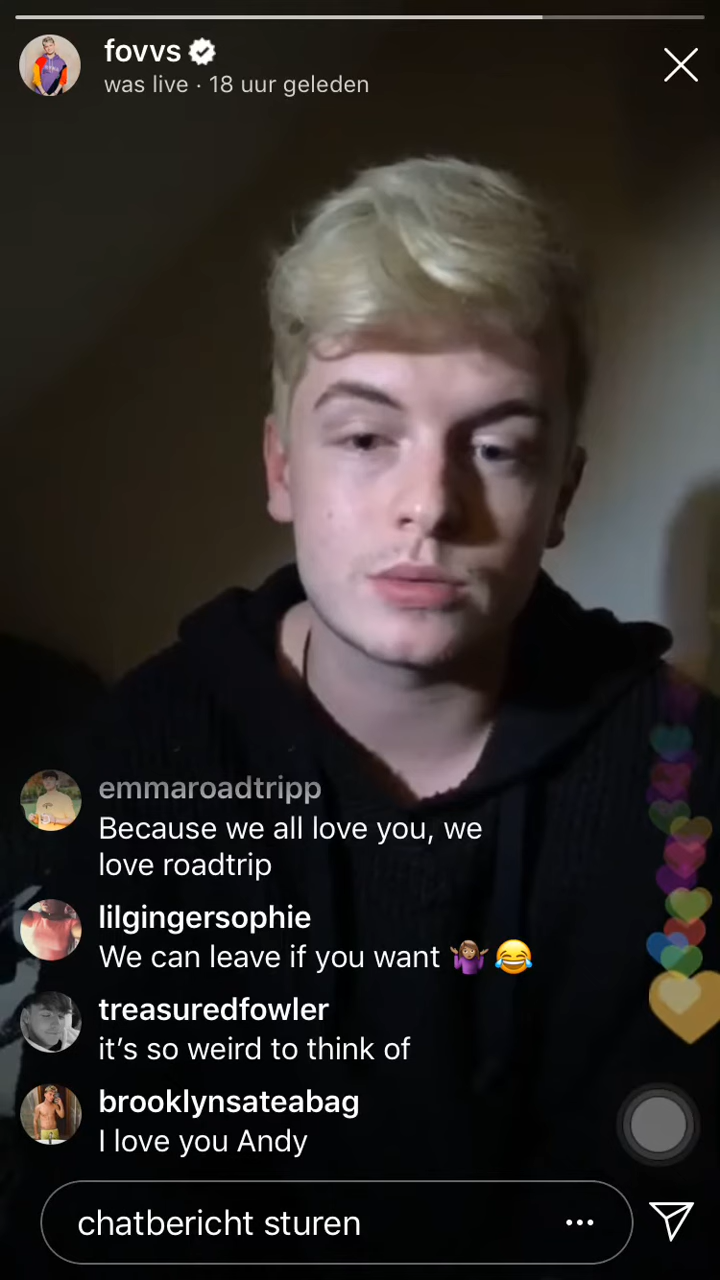 fovvs
was live · 18 uur geleden
emmaroadtripp
Because we all love you, we
love roadtrip
lilgingersophie
We can leave if you want 🤷🏽‍♀️ 😂
treasuredfowler
it’s so weird to think of
brooklynsateabag
I love you Andy
chatbericht sturen